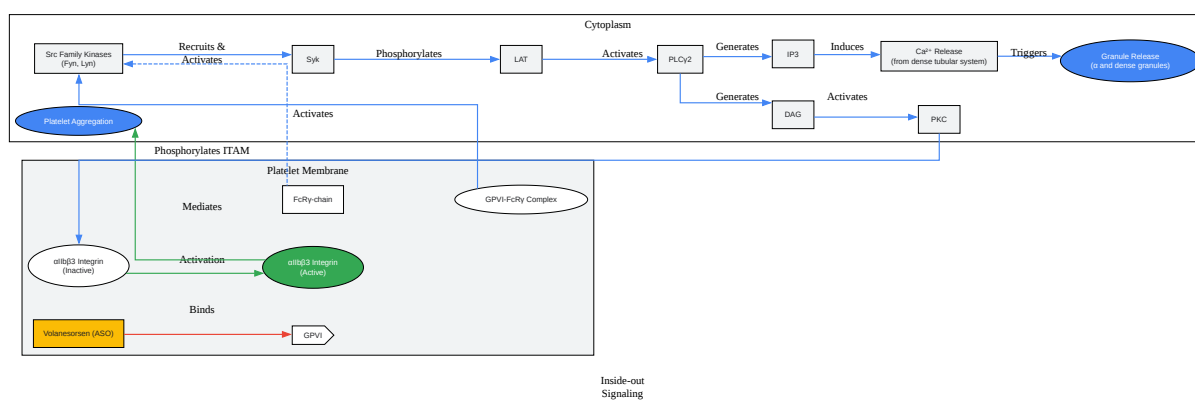 Cytoplasm
Src Family Kinases
(Fyn, Lyn)
Recruits &
Activates
Syk
Phosphorylates
LAT
Activates
PLCγ2
Generates
IP3
Induces
Ca²⁺ Release
(from dense tubular system)
Triggers
Granule Release
(α and dense granules)
Platelet Aggregation
Activates
Generates
DAG
Activates
PKC
Phosphorylates ITAM
Platelet Membrane
FcRγ-chain
GPVI-FcRγ Complex
Mediates
αIIbβ3 Integrin
(Inactive)
Activation
αIIbβ3 Integrin
(Active)
Binds
Volanesorsen (ASO)
GPVI
Inside-out
Signaling